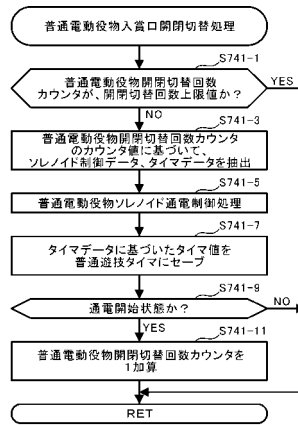 普通電動役物入賞口開閉切替処理
S741-1
普通電動役物開閉切替回数
カウンタが、開閉切替回数上限値か?
YES
NO
S741-3
普通電動役物開閉切替回数カウンタ
のカウンタ値に基づいて、
ソレノイド制御データ、タイマデータを抽出
S741-5
普通電動役物ソレノイド通電制御処理
S741-7
タイマデータに基づいたタイマ値を
普通遊技タイマにセーブ
S741-9
通電開始状態か?
NO
YES
S741-11
普通電動役物開閉切替回数カウンタを
1加算
RET